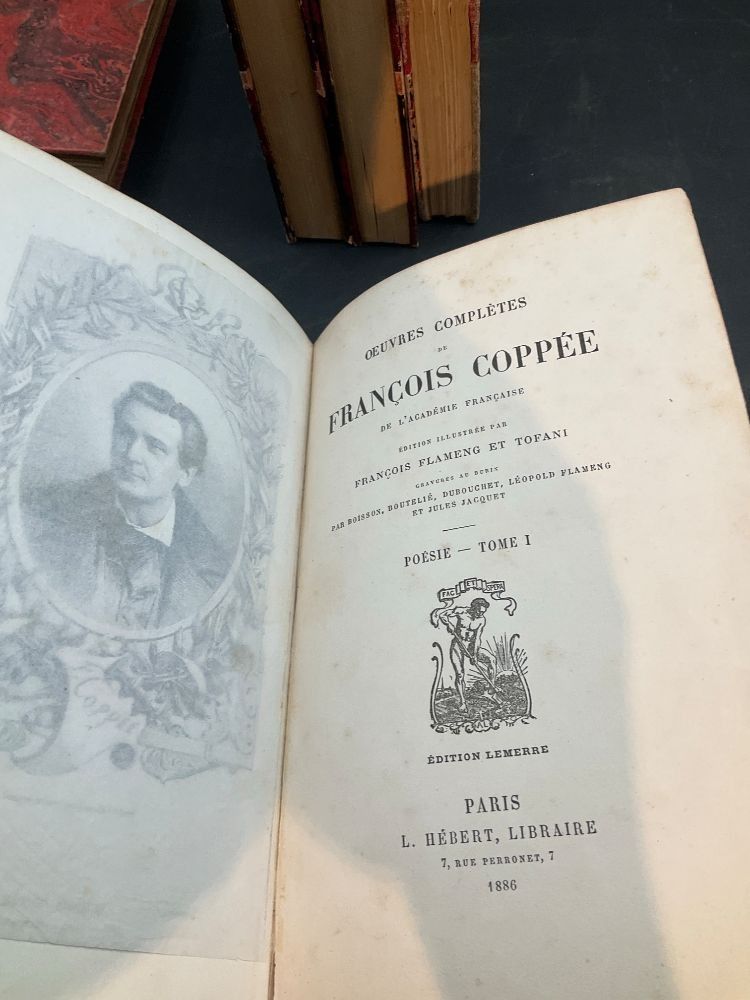 OEUVRES COMPLÈTES
DE
FRANÇOIS COPPÉE
DE L'ACADÉMIE FRANÇAISE
ÉDITION ILLUSTRÉE PAR
FRANÇOIS FLAMENG ET TOFANI
GRAVURES AU BURIN
PAR BOISSON, BOUTELIÉ, DUBOUCHET, LÉOPOLD FLAMENG
ET JULES JACQUET
POÉSIE — TOME I
FAC ET SPERA
AL
ÉDITION LEMERRE
PARIS
L. HÉBERT, LIBRAIRE
7, RUE PERRONET, 7
1886